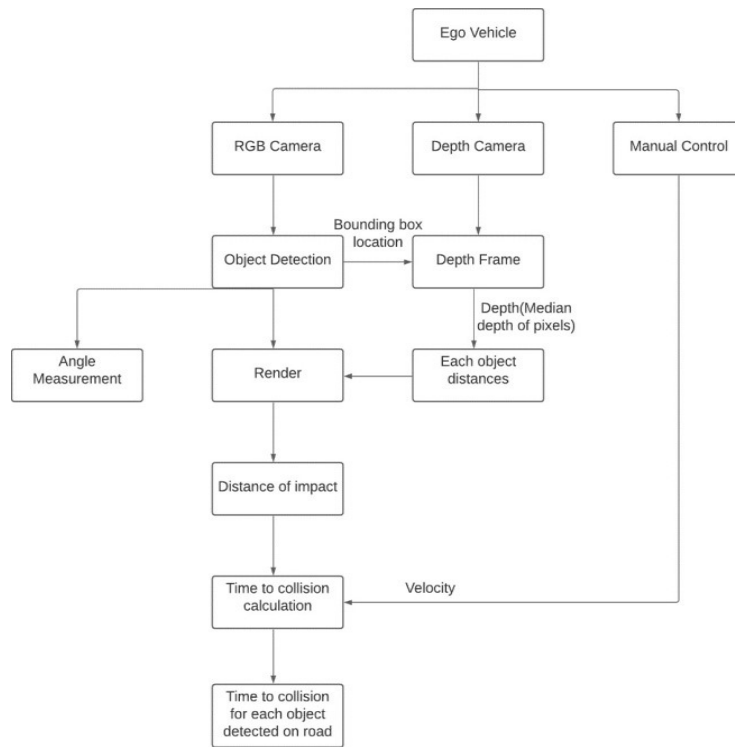 Ego Vehicle
RGB Camera
Depth Camera
Manual Control
Bounding box
location
Object Detection
Depth Frame
Depth(Median
depth of pixels)
Angle
Measurement
Render
Each object
distances
Distance of impact
Time to collision
calculation
Velocity
Time to collision
for each object
detected on road